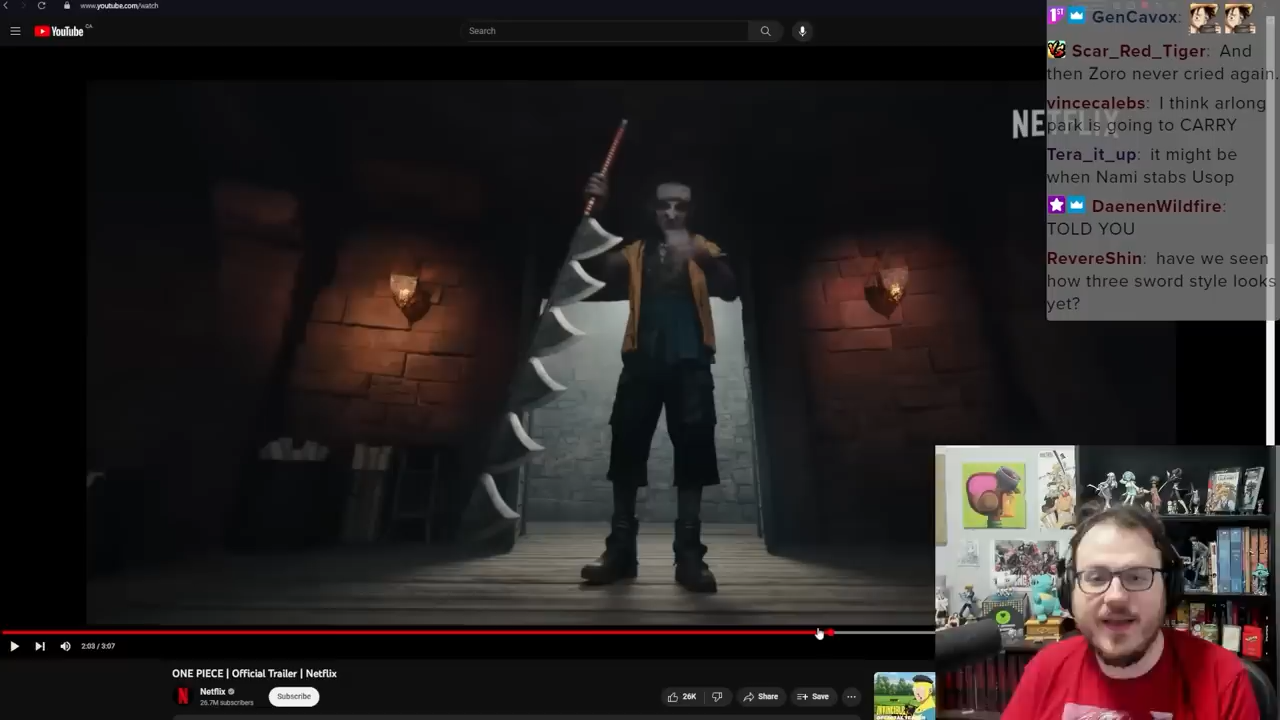 www.youtube.com/watch
YouTube CA
Search
NETFLIX
GenCavox:
Scar_Red_Tiger: And
then Zoro never cried again.
vincecalebs: I think arlong
park is going to CARRY
Tera_it_up: it might be
when Nami stabs Usop
DaenenWildfire:
TOLD YOU
RevereShin: have we seen
how three sword style looks
yet?
2:03 / 3:07
ONE PIECE | Official Trailer | Netflix
Netflix
26.7M subscribers
Subscribe
26K
Share
Save